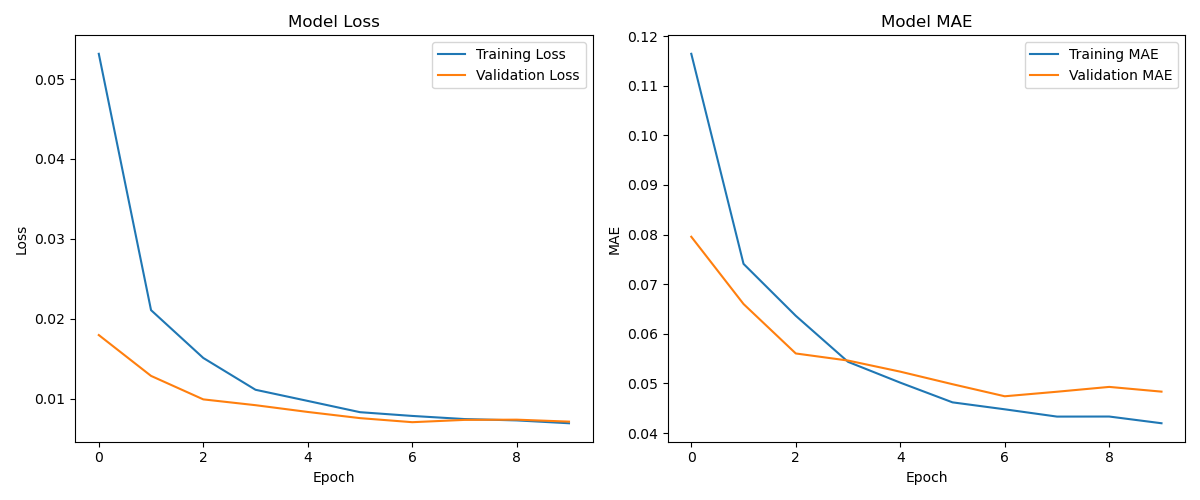 Model Loss
Training Loss
Validation Loss
0.05
0.04
0.03
0.02
0.01
Loss
0 2 4 6 8
Epoch
Model MAE
Training MAE
Validation MAE
0.12
0.11
0.10
0.09
0.08
0.07
0.06
0.05
0.04
MAE
0 2 4 6 8
Epoch